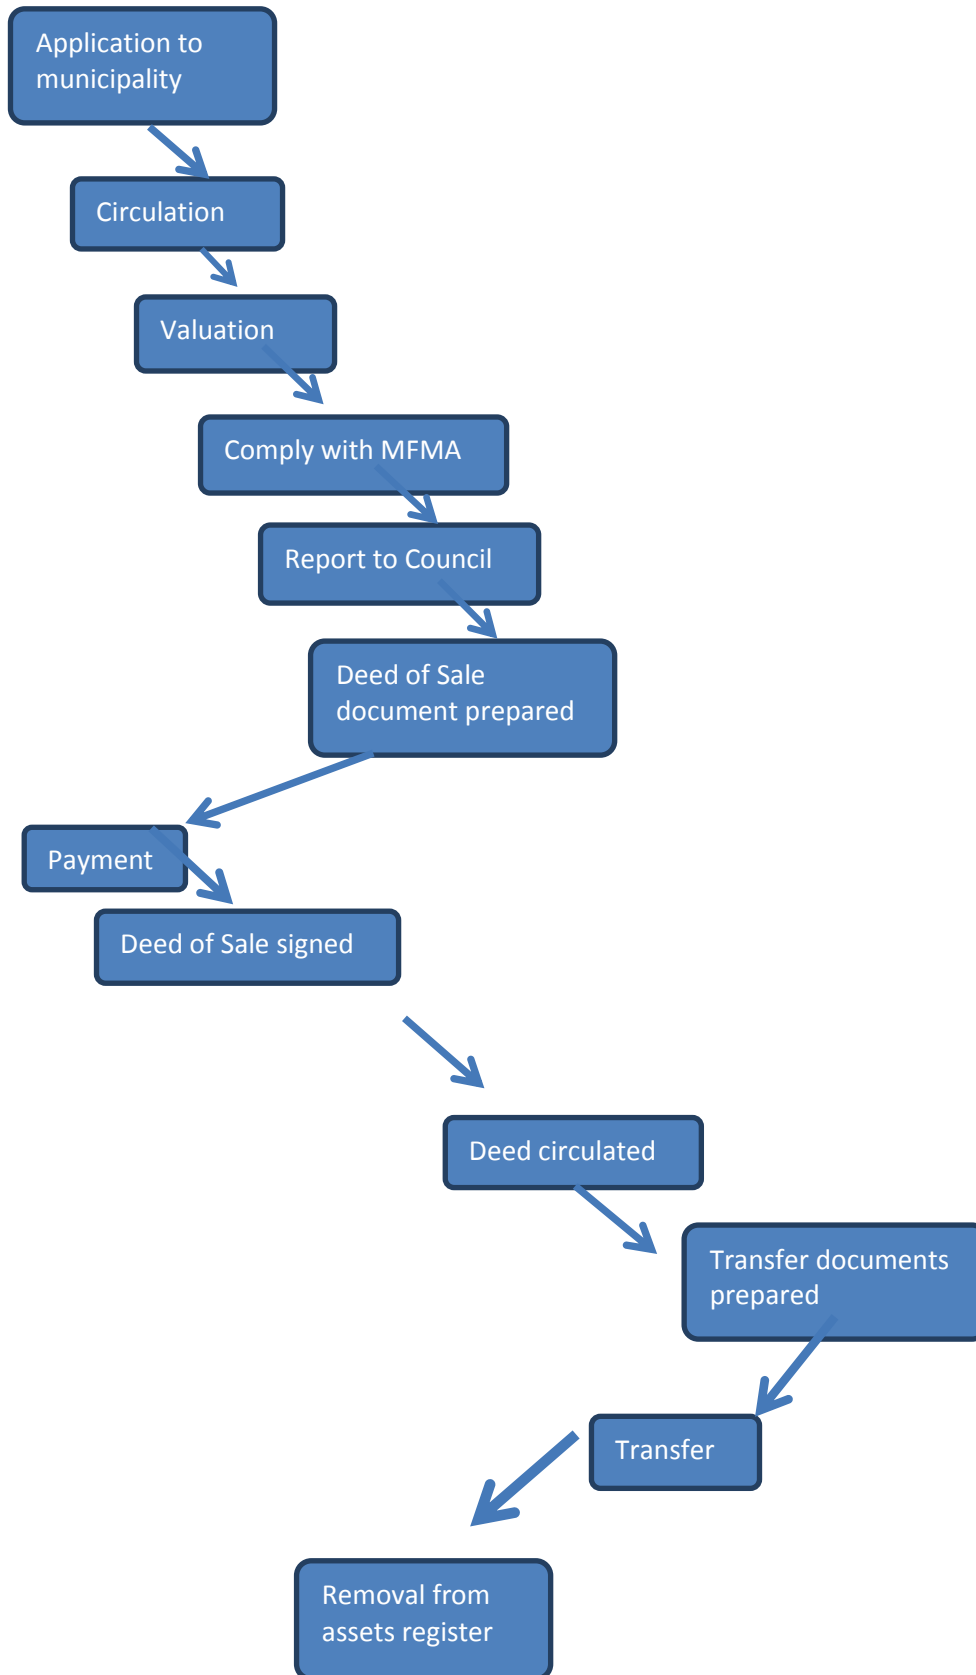 Application to
municipality
Circulation
Valuation
Comply with MFMA
Report to Council
Deed of Sale
document prepared
Payment
Deed of Sale signed
Deed circulated
Transfer documents
prepared
Transfer
Removal from
assets register